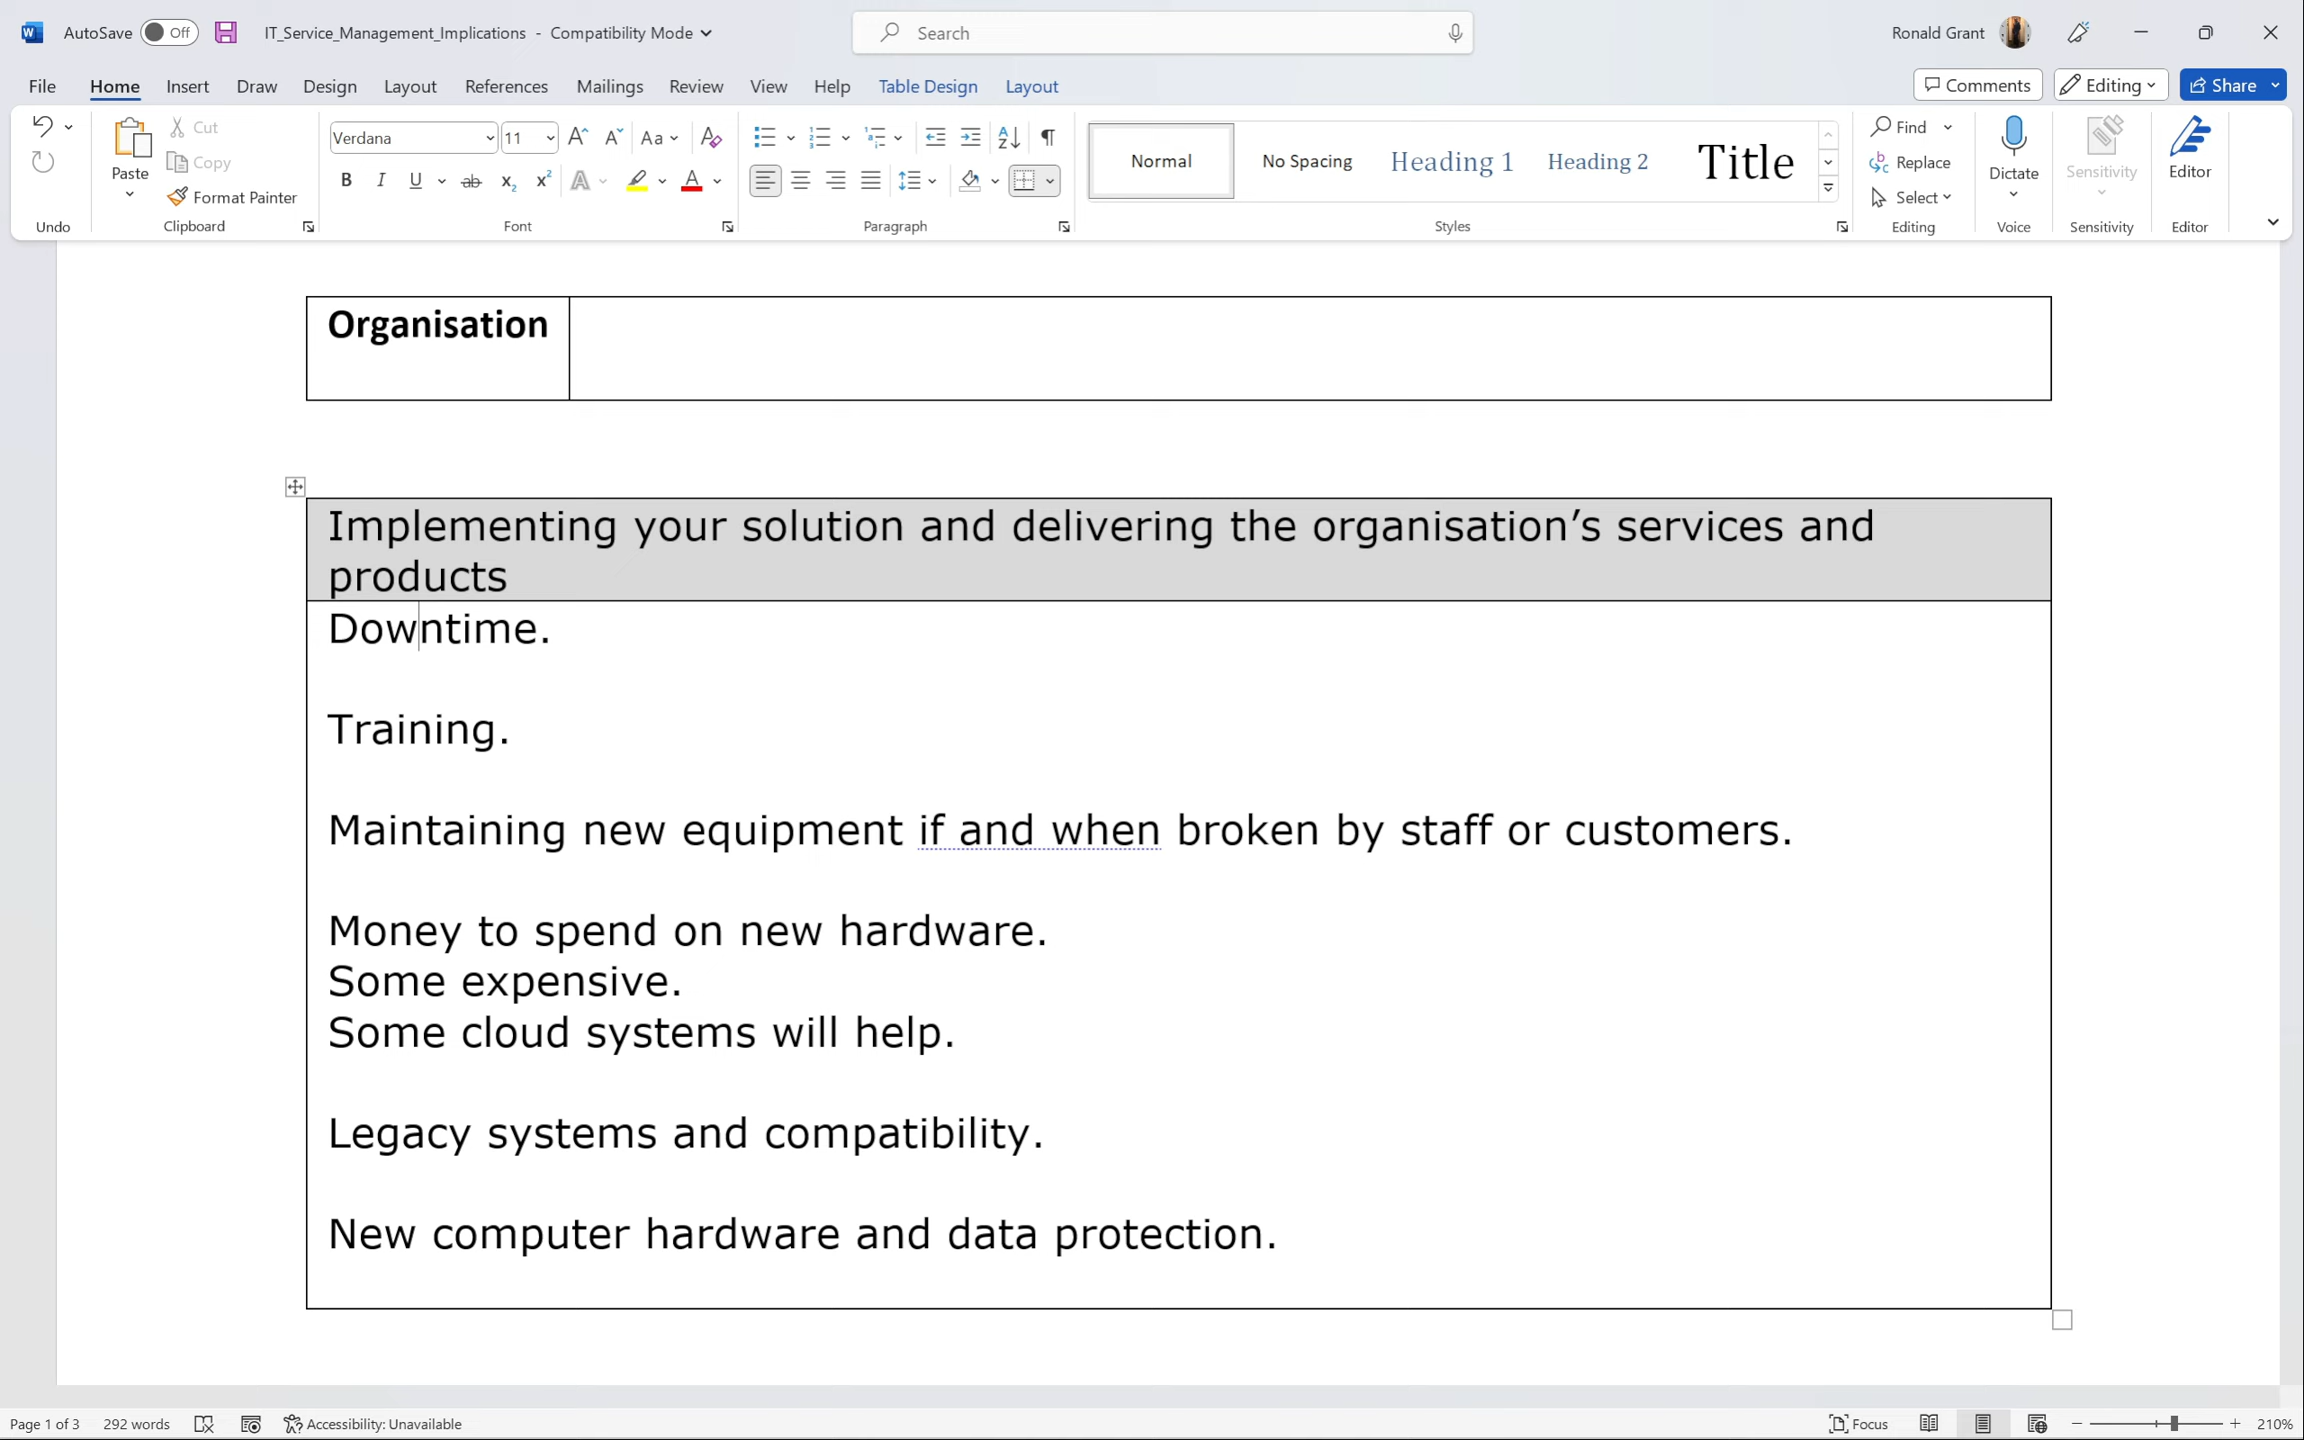 AutoSave Off IT_Service_Management_Implications - Compatibility Mode Search Ronald Grant
File Home Insert Draw Design Layout References Mailings Review View Help Table Design Layout Comments Editing Share
Paste Cut Copy Format Painter
Verdana 11
Normal No Spacing Heading 1 Heading 2 Title
Find Replace Select
Dictate Sensitivity Editor
Undo Clipboard Font Paragraph Styles Editing Voice Sensitivity Editor
Organisation
Implementing your solution and delivering the organisation’s services and
products
Downtime.
Training.
Maintaining new equipment if and when broken by staff or customers.
Money to spend on new hardware.
Some expensive.
Some cloud systems will help.
Legacy systems and compatibility.
New computer hardware and data protection.
Page 1 of 3 292 words Accessibility: Unavailable Focus 210%